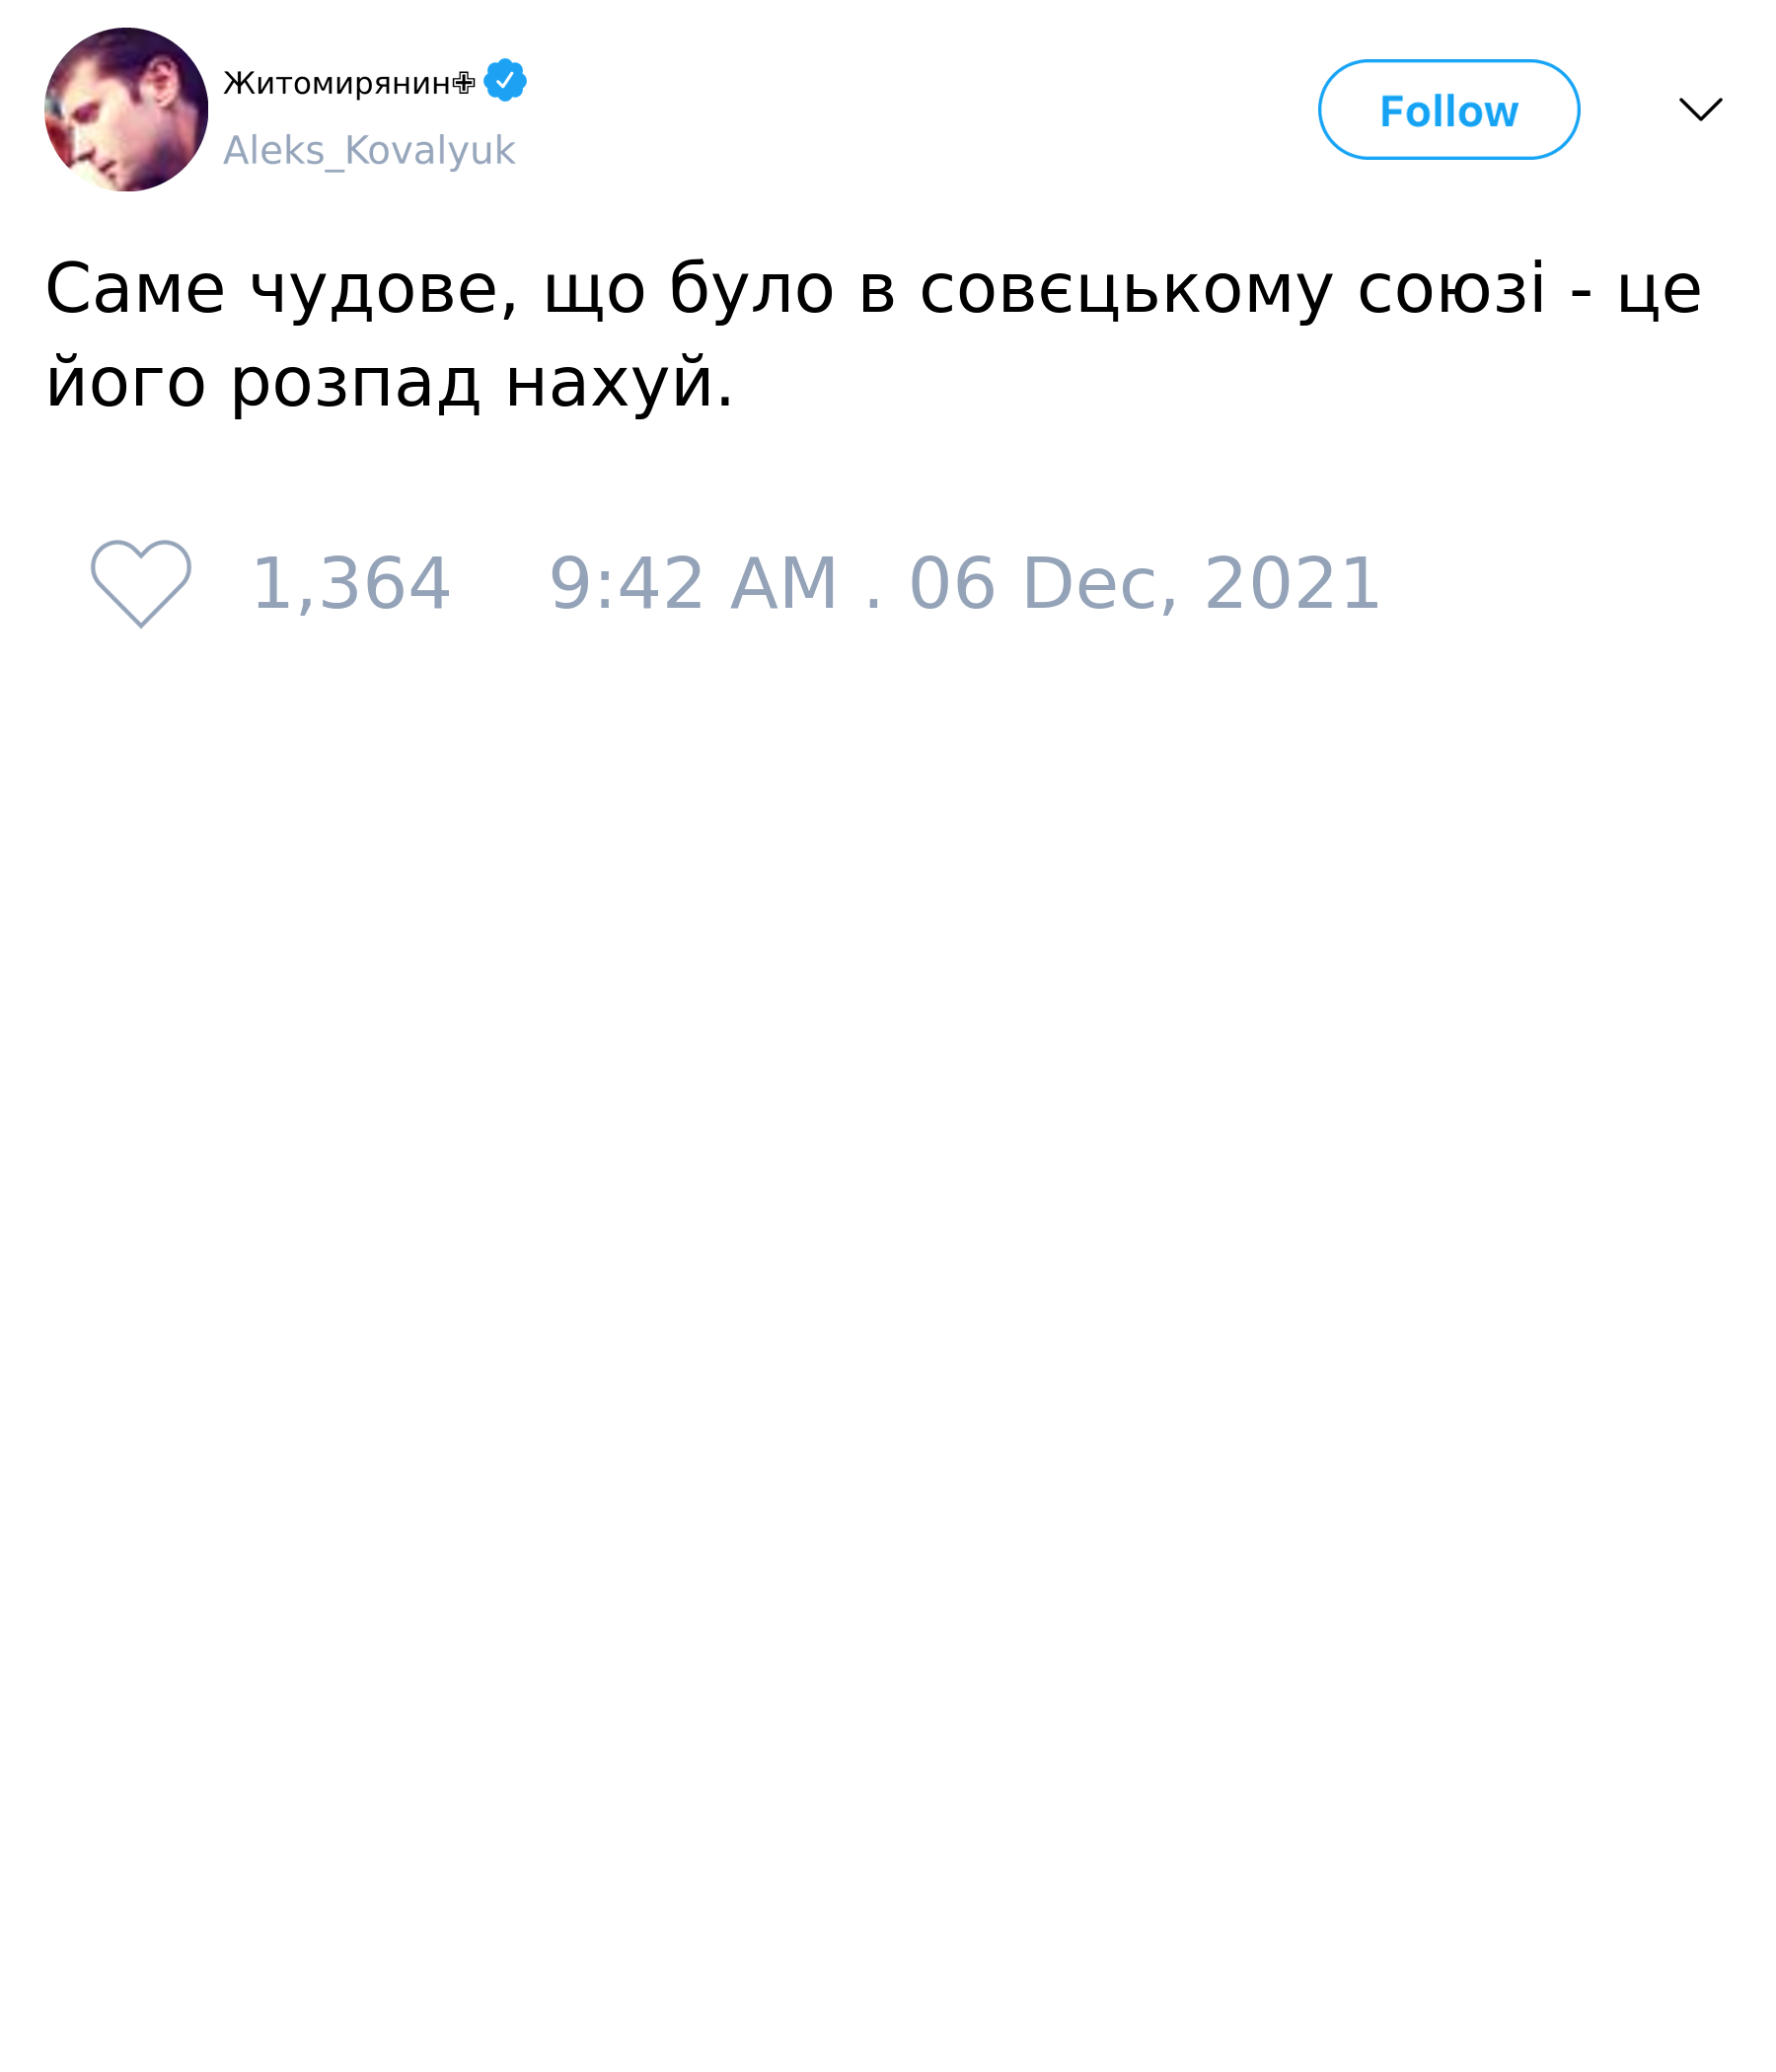 Житомирянин✙
Follow
Aleks_Kovalyuk
Саме чудове, що було в совєцькому союзі - це
його розпад нахуй.
1,364 9:42 AM . 06 Dec, 2021